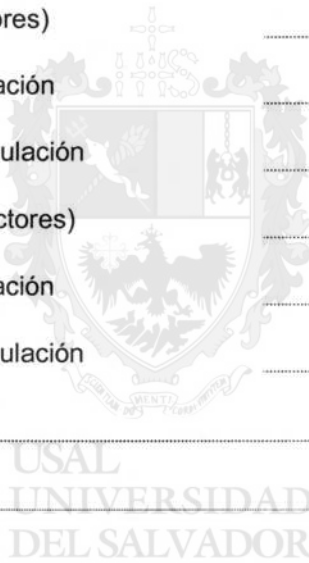 ores)
ación
ulación
ctores)
ación
ulación
USAL
UNIVERSIDAD
DEL SALVADOR